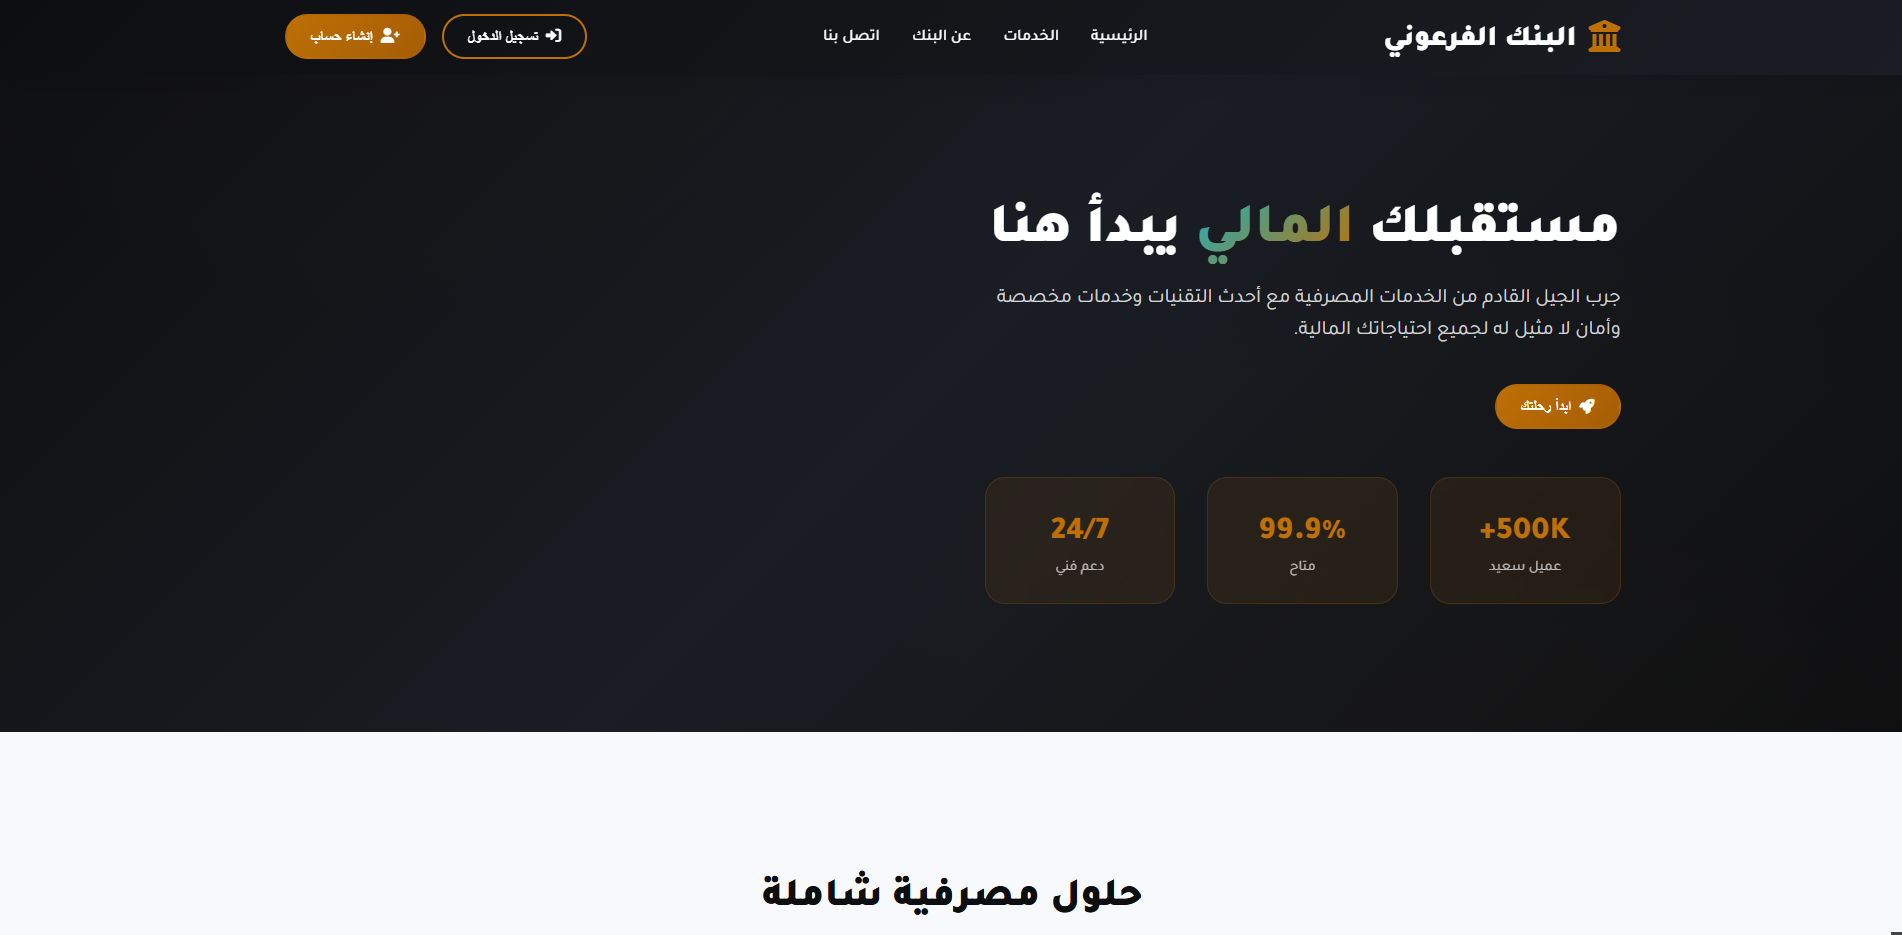 البنك الفرعوني
الرئيسية
الخدمات
عن البنك
اتصل بنا
تسجيل الدخول
إنشاء حساب
مستقبلك المالي يبدأ هنا
جرب الجيل القادم من الخدمات المصرفية مع أحدث التقنيات وخدمات مخصصة
وأمان لا مثيل له لجميع احتياجاتك المالية.
ابدأ رحلتك
+500K
عميل سعيد
99.9%
متاح
24/7
دعم فني
حلول مصرفية شاملة